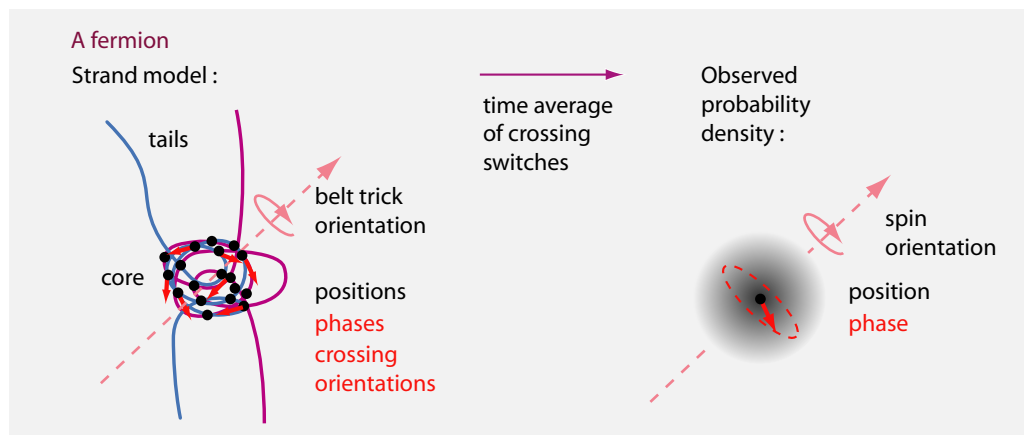 A fermion
Strand model :
tails
core
belt trick
orientation
positions
phases
crossing
orientations
time average
of crossing
switches
Observed
probability
density :
spin
orientation
position
phase